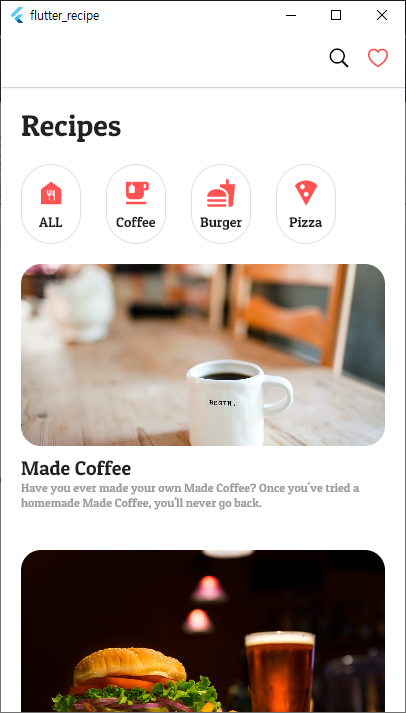 flutter_recipe
Recipes
ALL
Coffee
Burger
Pizza
BEATH.
Made Coffee
Have you ever made your own Made Coffee? Once you've tried a
homemade Made Coffee, you'll never go back.